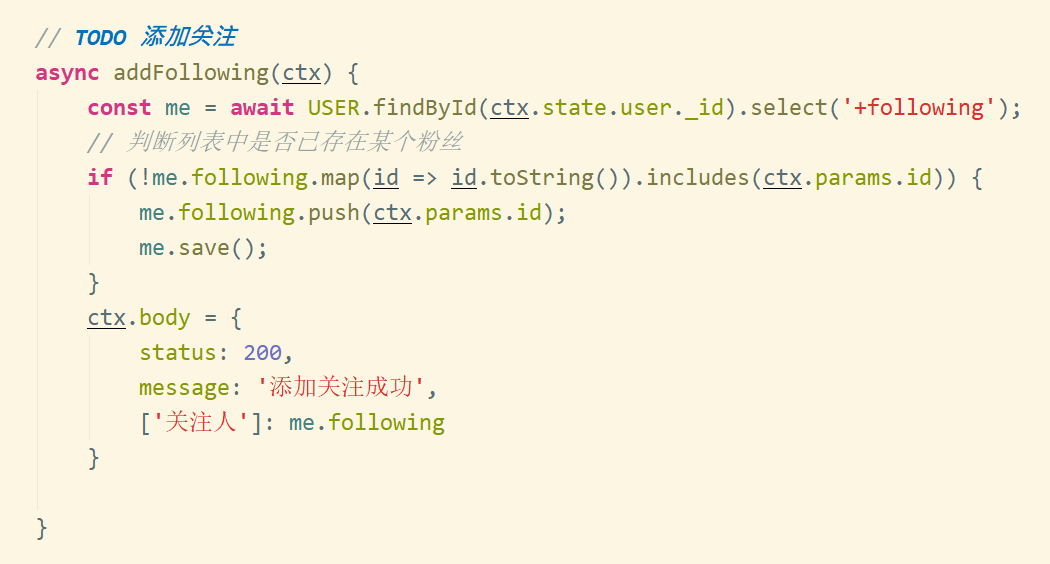 // TODO 添加关注
async addFollowing(ctx) {
    const me = await USER.findById(ctx.state.user._id).select('+following');
    // 判断列表中是否已存在某个粉丝
    if (!me.following.map(id => id.toString()).includes(ctx.params.id)) {
        me.following.push(ctx.params.id);
        me.save();
    }
    ctx.body = {
        status: 200,
        message: '添加关注成功',
        ['关注人']: me.following
    }
}